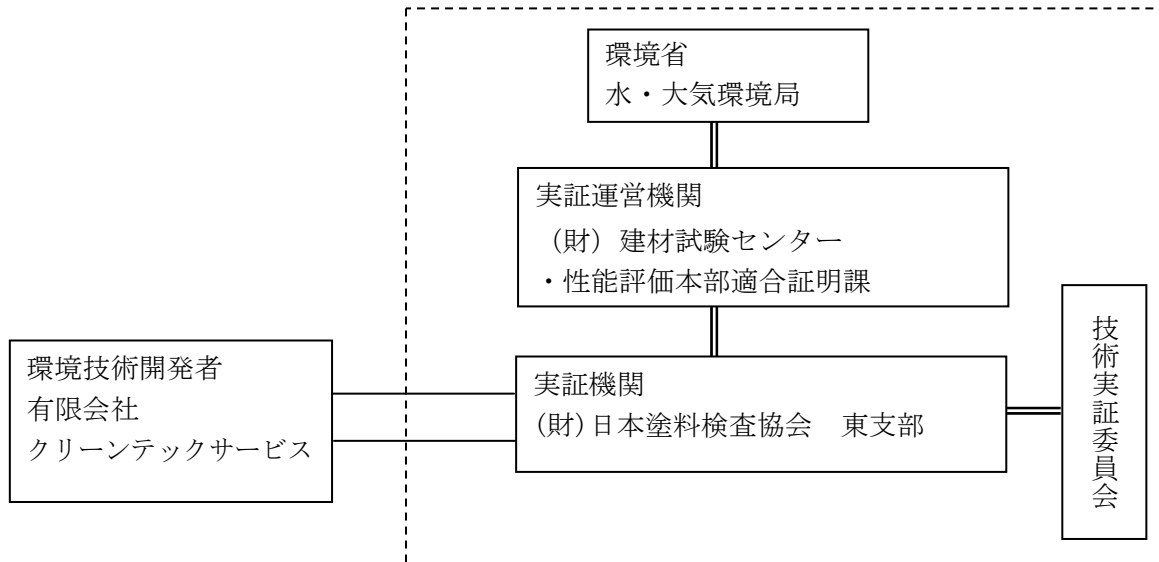 環境省
水・大気環境局
実証運営機関
（財）建材試験センター
・性能評価本部適合証明課
環境技術開発者
有限会社
クリーンテックサービス
実証機関
(財)日本塗料検査協会　東支部
技術実証委員会